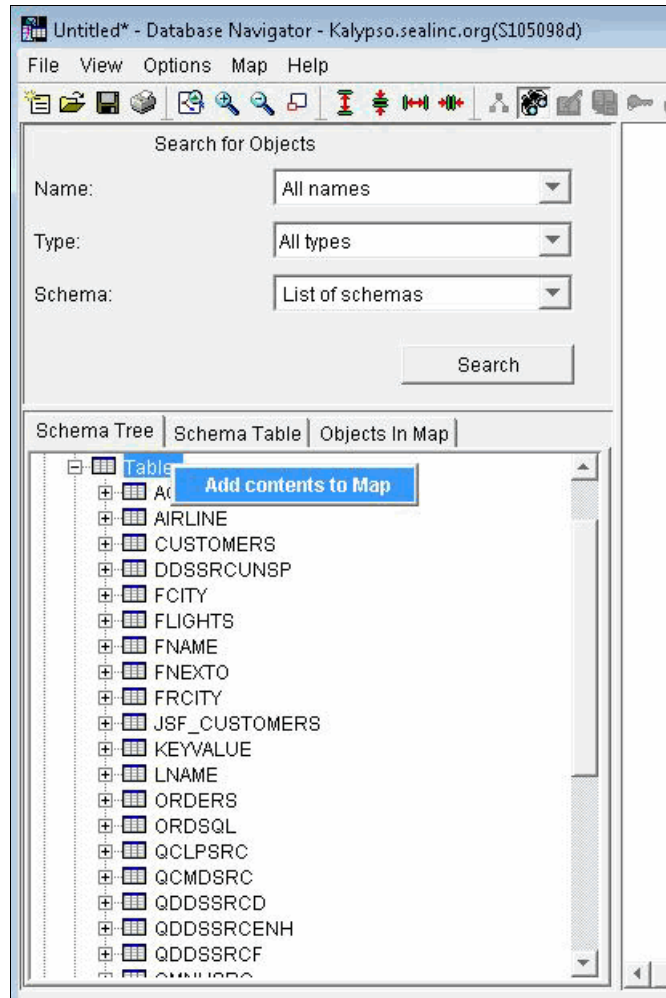 Untitled* - Database Navigator - Kalypso.sealinc.org(S105098d)
File View Options Map Help
Search for Objects
Name: All names
Type: All types
Schema: List of schemas
Search
Schema Tree Schema Table Objects In Map
Add contents to Map
AIRLINE
CUSTOMERS
DDSSRCUNSP
FCITY
FLIGHTS
FNAME
FNEXTO
FRCITY
JSF_CUSTOMERS
KEYVALUE
LNAME
ORDERS
ORDSQL
QCLPSRC
QCMDSRC
QDDSSRCD
QDDSSRCENH
QDDSSRCF